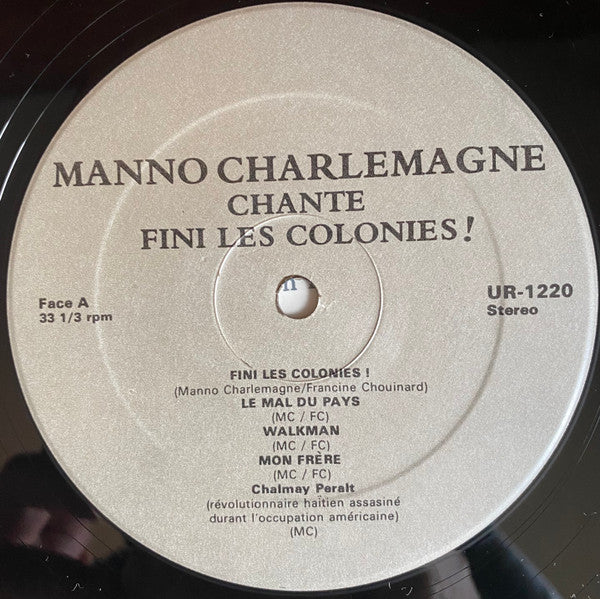 MANNO CHARLEMAGNE
CHANTE
FINI LES COLONIES!
Face A
33 1/3 rpm
UR-1220
Stereo
FINI LES COLONIES !
(Manno Charlemagne/Francine Chouinard)
LE MAL DU PAYS
(MC / FC)
WALKMAN
(MC / FC)
MON FRÈRE
(MC / FC)
Chalmay Peralt
(révolutionnaire haïtien assasiné
durant l'occupation américaine)
(MC)